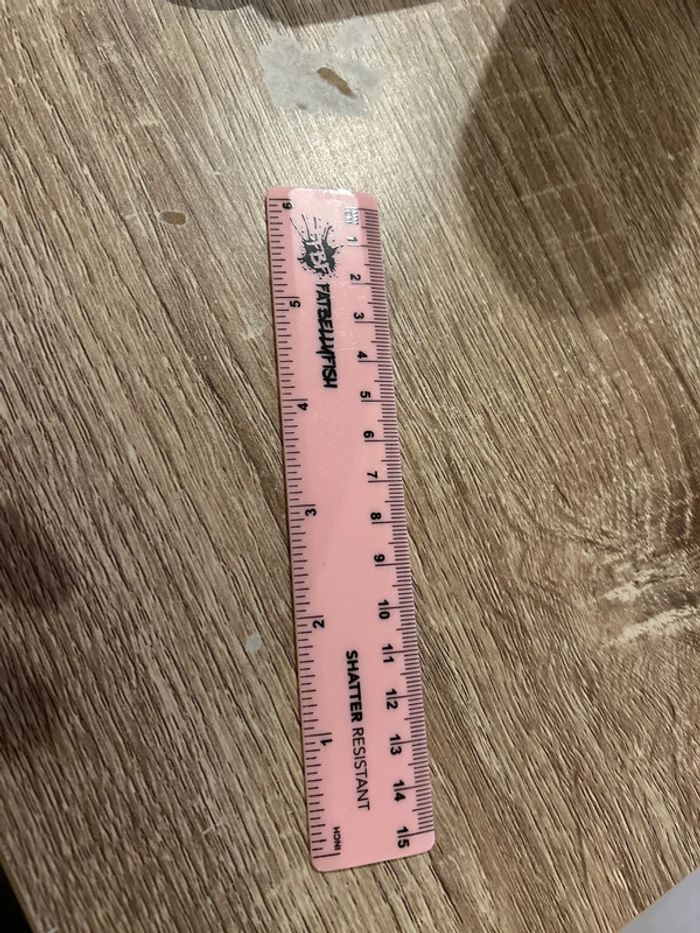 6 5 4 3 2 1 INCH
FATBELLYFISH
SHATTER RESISTANT
1 2 3 4 5 6 7 8 9 10 11 12 13 14 15